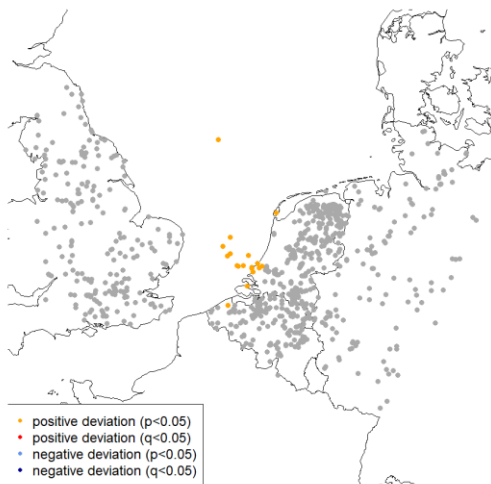 positive deviation (p<0.05)
positive deviation (q<0.05)
negative deviation (p<0.05)
negative deviation (q<0.05)